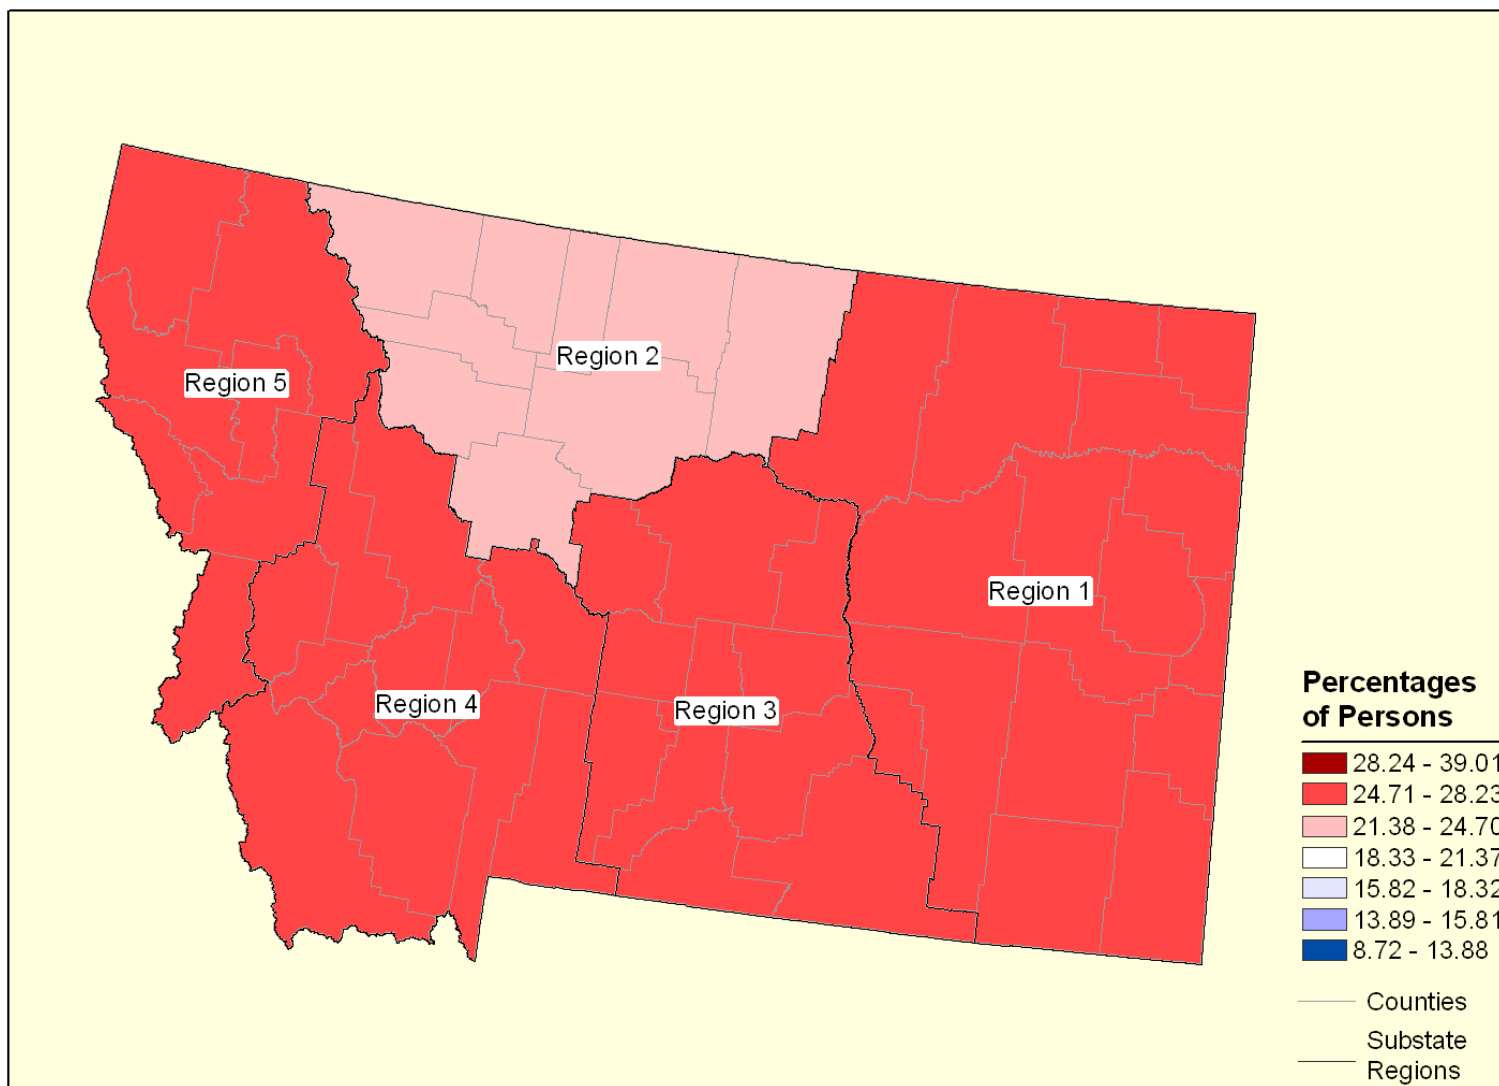 Region 2
Region 5
Region 1
Region 4
Region 3
Percentages
of Persons
28.24 - 39.01
24.71 - 28.23
21.38 - 24.70
18.33 - 21.37
15.82 - 18.32
13.89 - 15.81
8.72 - 13.88
Counties
Substate
Regions